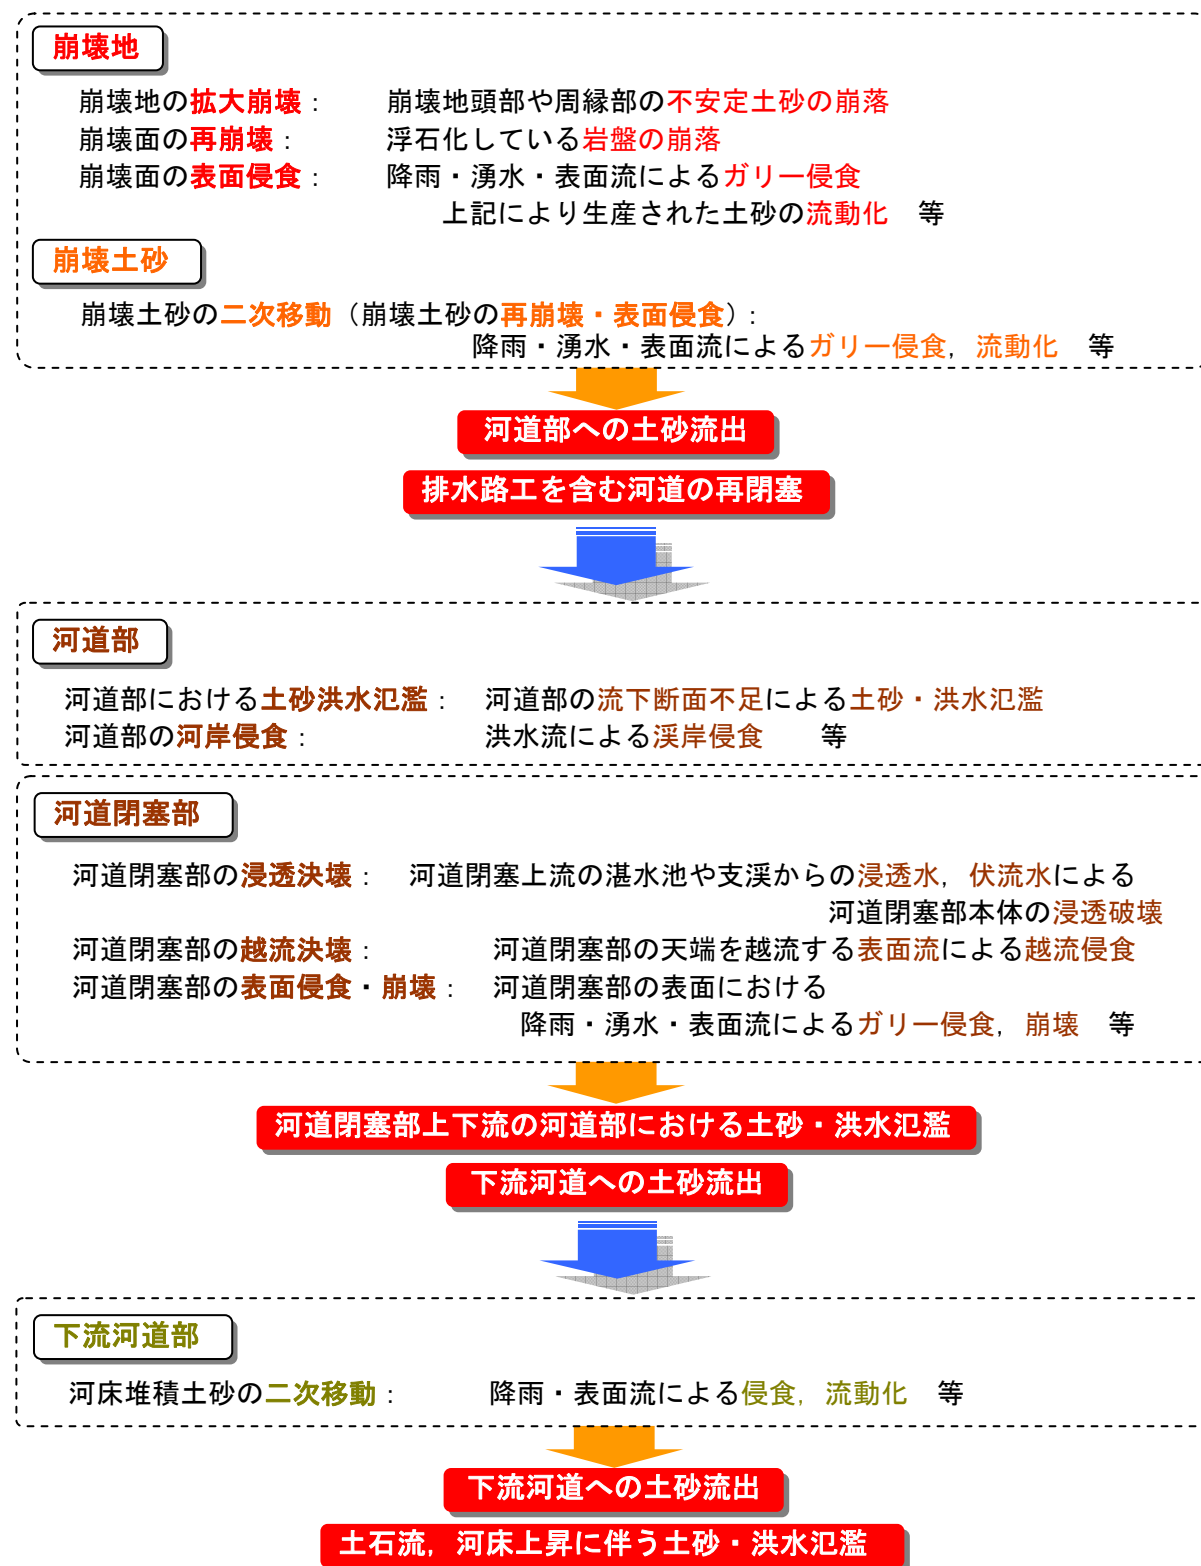 崩壊地
崩壊地の拡大崩壊： 崩壊地頭部や周縁部の不安定土砂の崩落
崩壊面の再崩壊： 浮石化している岩盤の崩落
崩壊面の表面侵食： 降雨・湧水・表面流によるガリー侵食
上記により生産された土砂の流動化 等
崩壊土砂
崩壊土砂の二次移動（崩壊土砂の再崩壊・表面侵食）：
降雨・湧水・表面流によるガリー侵食，流動化 等
河道部への土砂流出
排水路工を含む河道の再閉塞
河道部
河道部における土砂洪水氾濫： 河道部の流下断面不足による土砂・洪水氾濫
河道部の河岸侵食： 洪水流による渓岸侵食 等
河道閉塞部
河道閉塞部の浸透決壊： 河道閉塞上流の湛水池や支渓からの浸透水，伏流水による
河道閉塞部本体の浸透破壊
河道閉塞部の越流決壊： 河道閉塞部の天端を越流する表面流による越流侵食
河道閉塞部の表面侵食・崩壊： 河道閉塞部の表面における
降雨・湧水・表面流によるガリー侵食，崩壊 等
河道閉塞部上下流の河道部における土砂・洪水氾濫
下流河道への土砂流出
下流河道部
河床堆積土砂の二次移動： 降雨・表面流による侵食，流動化 等
下流河道への土砂流出
土石流，河床上昇に伴う土砂・洪水氾濫